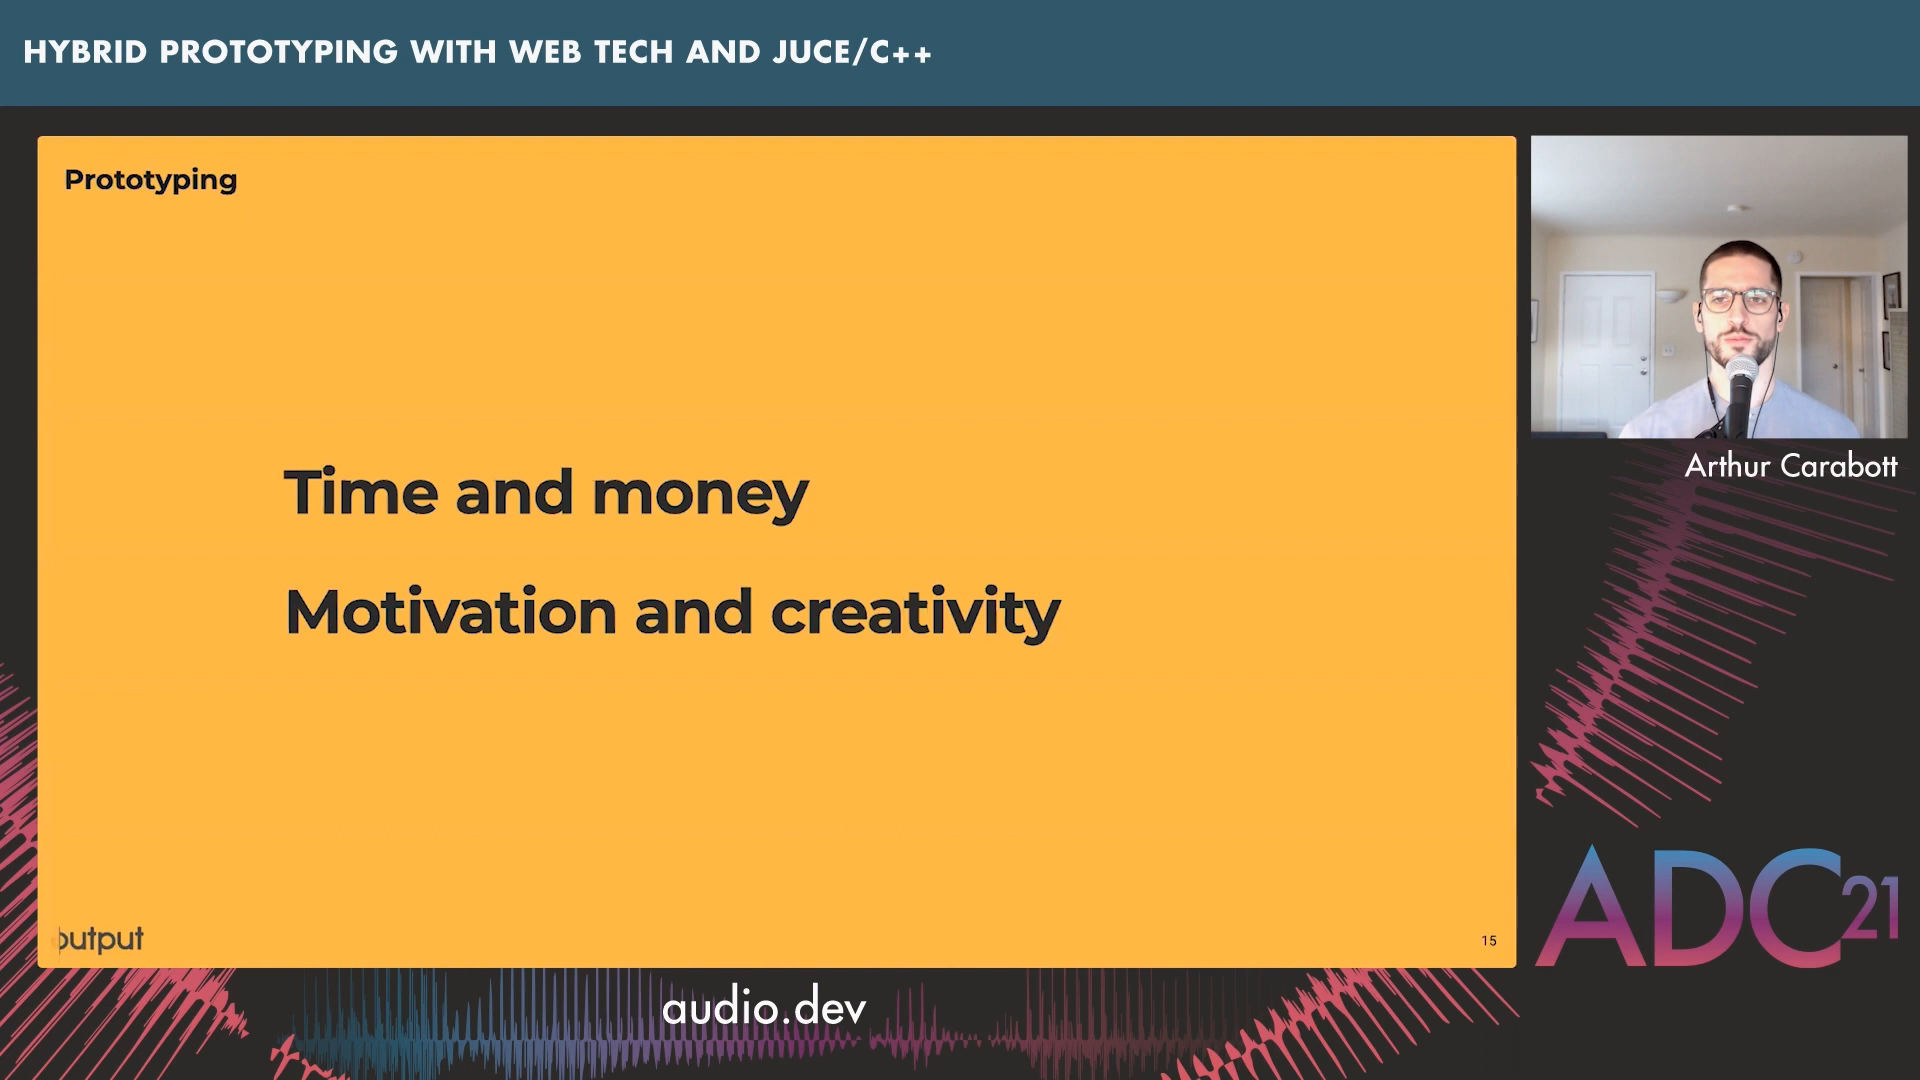 HYBRID PROTOTYPING WITH WEB TECH AND JUCE/C++
Prototyping
Time and money
Motivation and creativity
output
15
Arthur Carabott
ADC21
audio.dev